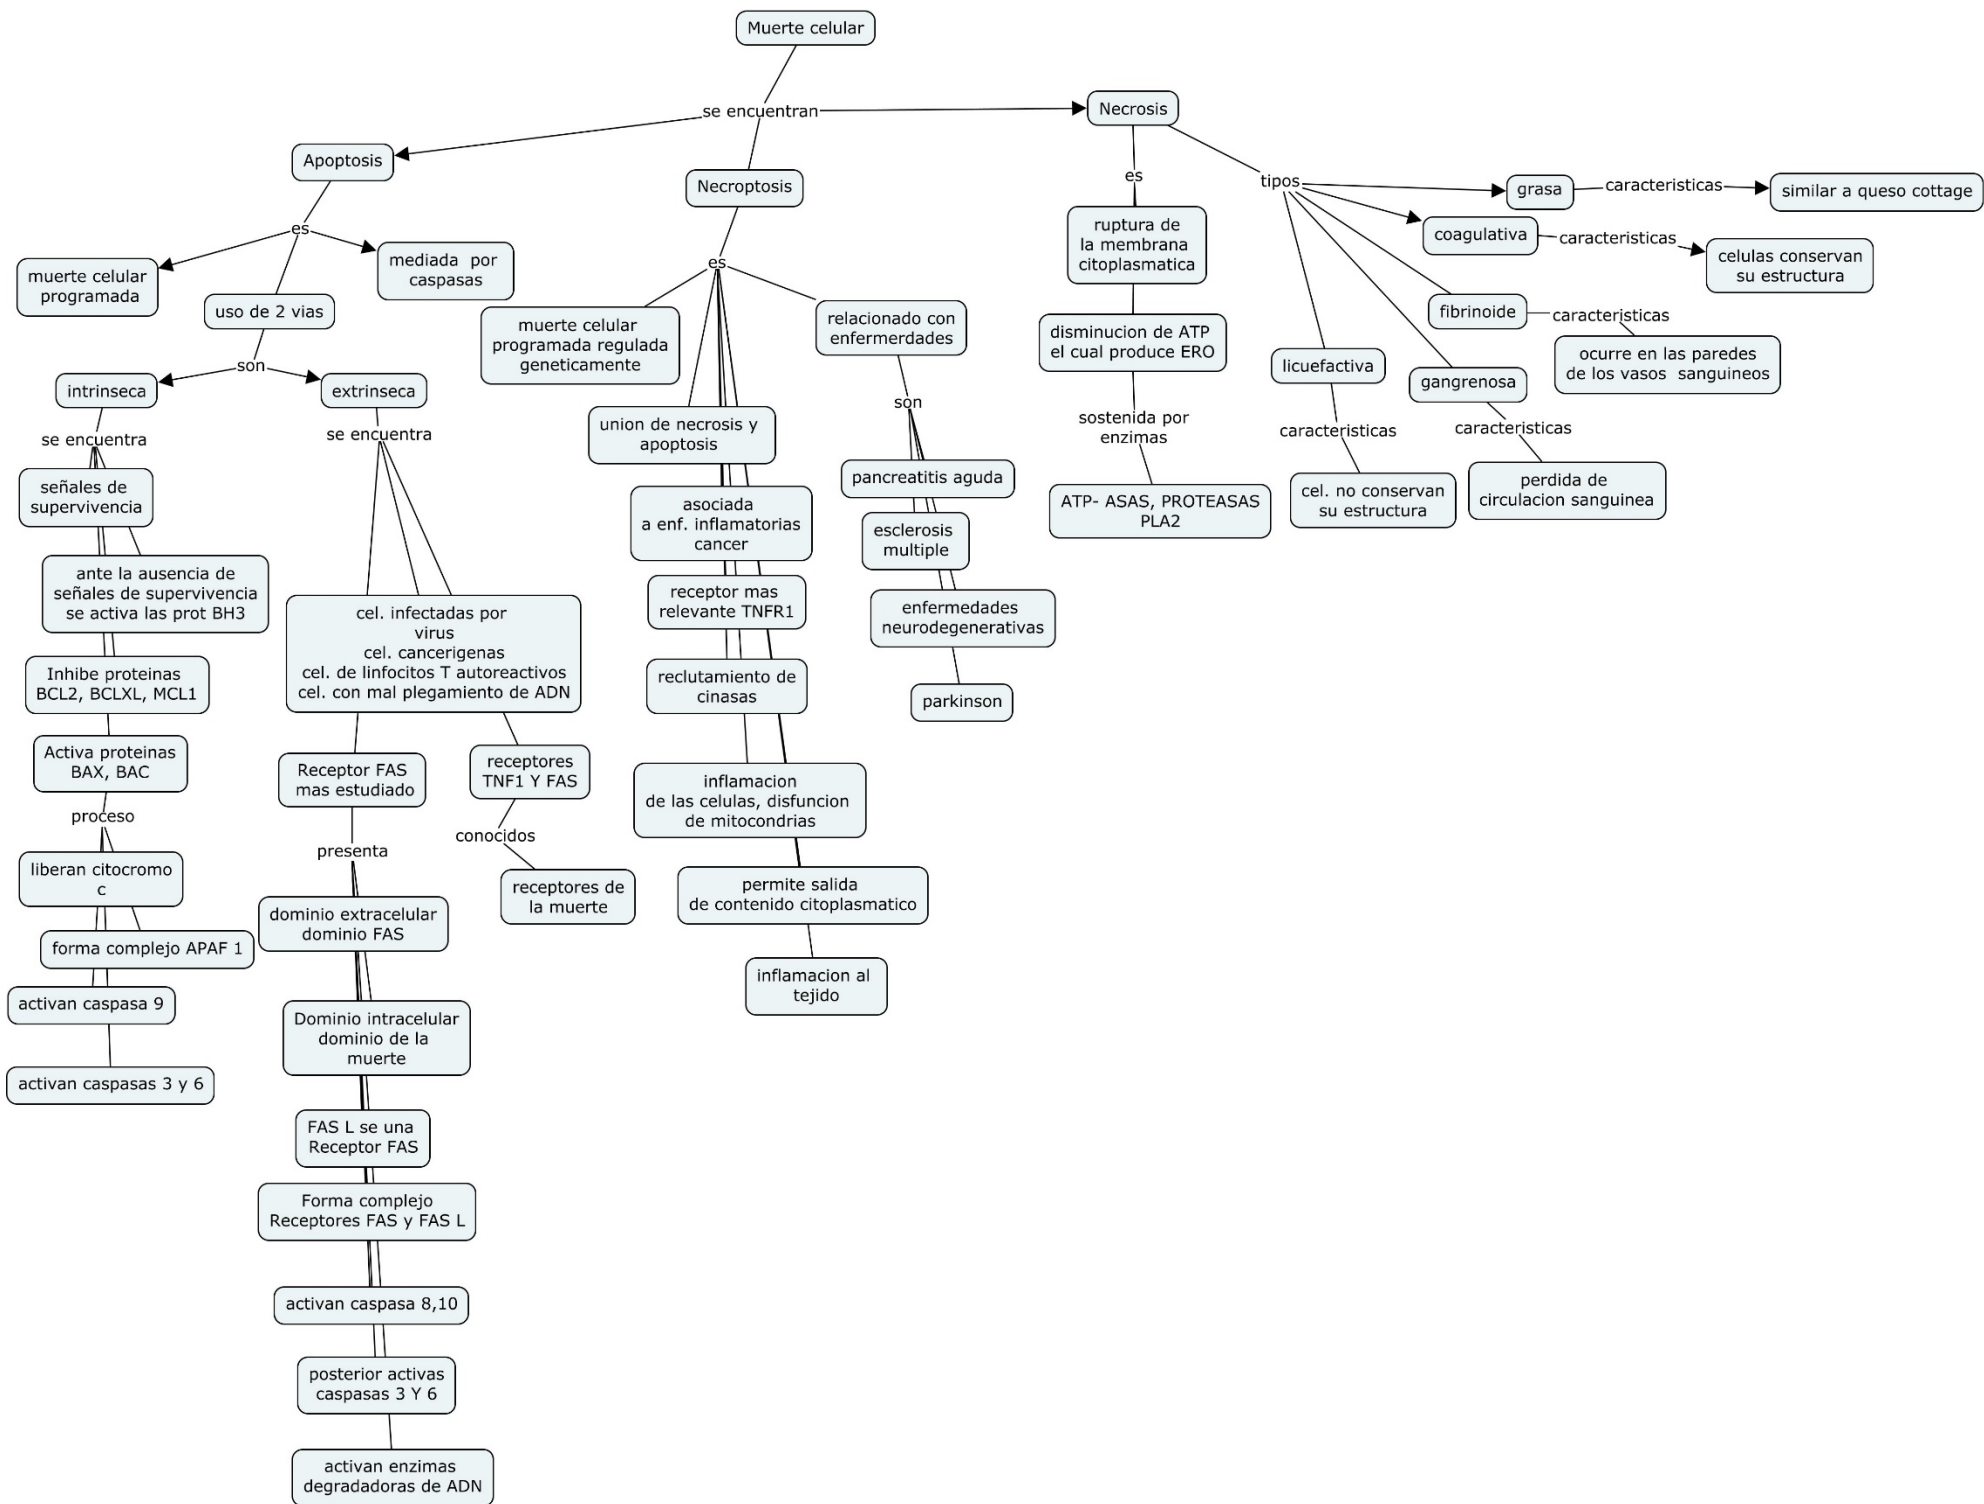 Muerte celular
se encuentran
Apoptosis
es
muerte celular
programada
mediada por
caspasas
uso de 2 vias
son
intrinseca
se encuentra
señales de
supervivencia
ante la ausencia de
señales de supervivencia
se activa las prot BH3
Inhibe proteinas
BCL2, BCLXL, MCL1
Activa proteinas
BAX, BAC
proceso
liberan citocromo
c
forma complejo APAF 1
activan caspasa 9
activan caspasas 3 y 6
extrinseca
se encuentra
cel. infectadas por
virus
cel. cancerigenas
cel. de linfocitos T autoreactivos
cel. con mal plegamiento de ADN
Receptor FAS
mas estudiado
presenta
dominio extracelular
dominio FAS
Dominio intracelular
dominio de la
muerte
FAS L se una
Receptor FAS
Forma complejo
Receptores FAS y FAS L
activan caspasa 8,10
posterior activas
caspasas 3 Y 6
activan enzimas
degradadoras de ADN
receptores
TNF1 Y FAS
conocidos
receptores de
la muerte
Necroptosis
es
muerte celular
programada regulada
geneticamente
union de necrosis y
apoptosis
asociada
a enf. inflamatorias
cancer
receptor mas
relevante TNFR1
reclutamiento de
cinasas
inflamacion
de las celulas, disfuncion
de mitocondrias
permite salida
de contenido citoplasmatico
inflamacion al
tejido
relacionado con
enfermerdades
son
pancreatitis aguda
esclerosis
multiple
enfermedades
neurodegenerativas
parkinson
Necrosis
es
ruptura de
la membrana
citoplasmatica
disminucion de ATP
el cual produce ERO
sostenida por
enzimas
ATP- ASAS, PROTEASAS
PLA2
tipos
grasa
caracteristicas
similar a queso cottage
coagulativa
caracteristicas
celulas conservan
su estructura
fibrinoide
caracteristicas
ocurre en las paredes
de los vasos sanguineos
gangrenosa
caracteristicas
perdida de
circulacion sanguinea
licuefactiva
caracteristicas
cel. no conservan
su estructura